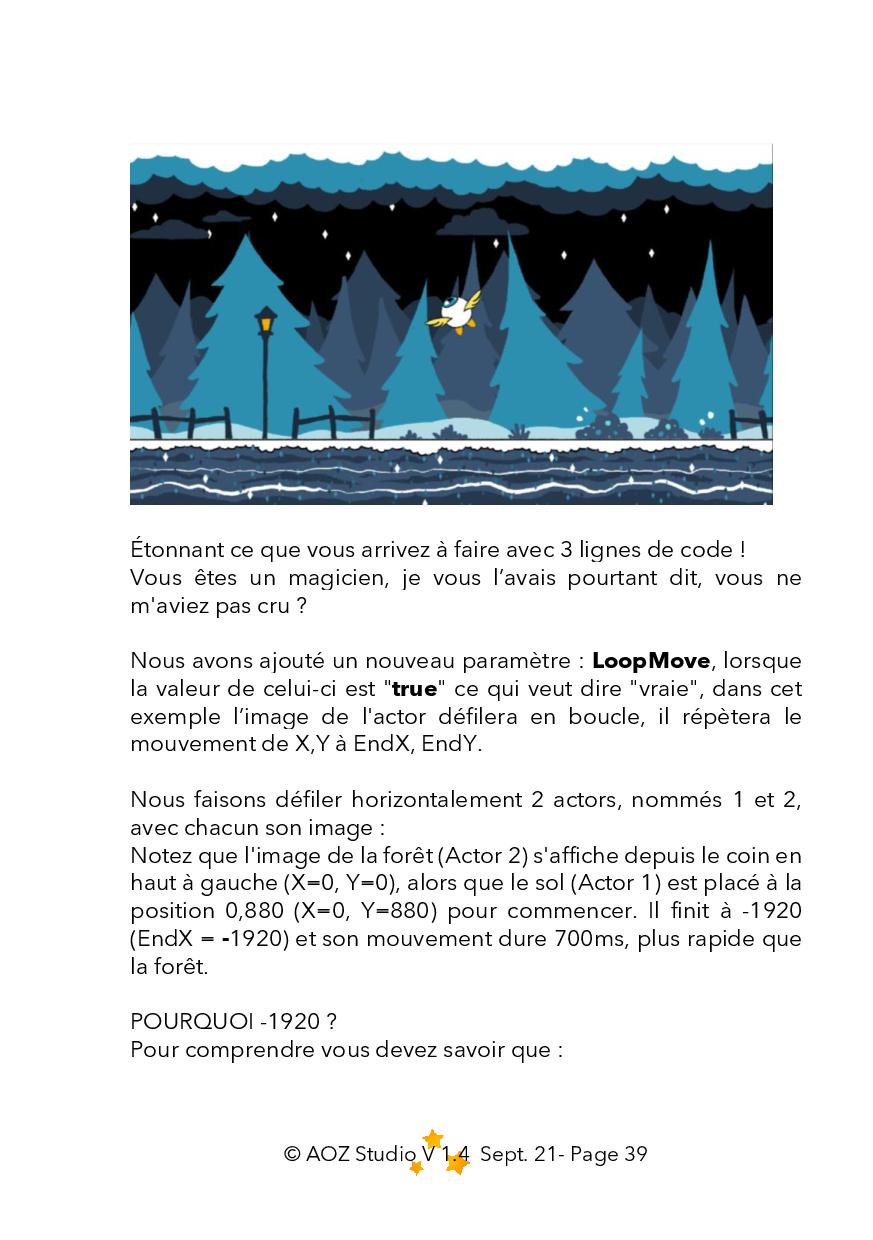 Étonnant ce que vous arrivez à faire avec 3 lignes de code !
Vous êtes un magicien, je vous l’avais pourtant dit, vous ne
m'aviez pas cru ?
Nous avons ajouté un nouveau paramètre : LoopMove, lorsque
la valeur de celui-ci est "true" ce qui veut dire "vraie", dans cet
exemple l’image de l'actor défilera en boucle, il répètera le
mouvement de X,Y à EndX, EndY.
Nous faisons défiler horizontalement 2 actors, nommés 1 et 2,
avec chacun son image :
Notez que l'image de la forêt (Actor 2) s'affiche depuis le coin en
haut à gauche (X=0, Y=0), alors que le sol (Actor 1) est placé à la
position 0,880 (X=0, Y=880) pour commencer. Il finit à -1920
(EndX = -1920) et son mouvement dure 700ms, plus rapide que
la forêt.
POURQUOI -1920 ?
Pour comprendre vous devez savoir que :
© AOZ Studio V 1.4 Sept. 21- Page 39